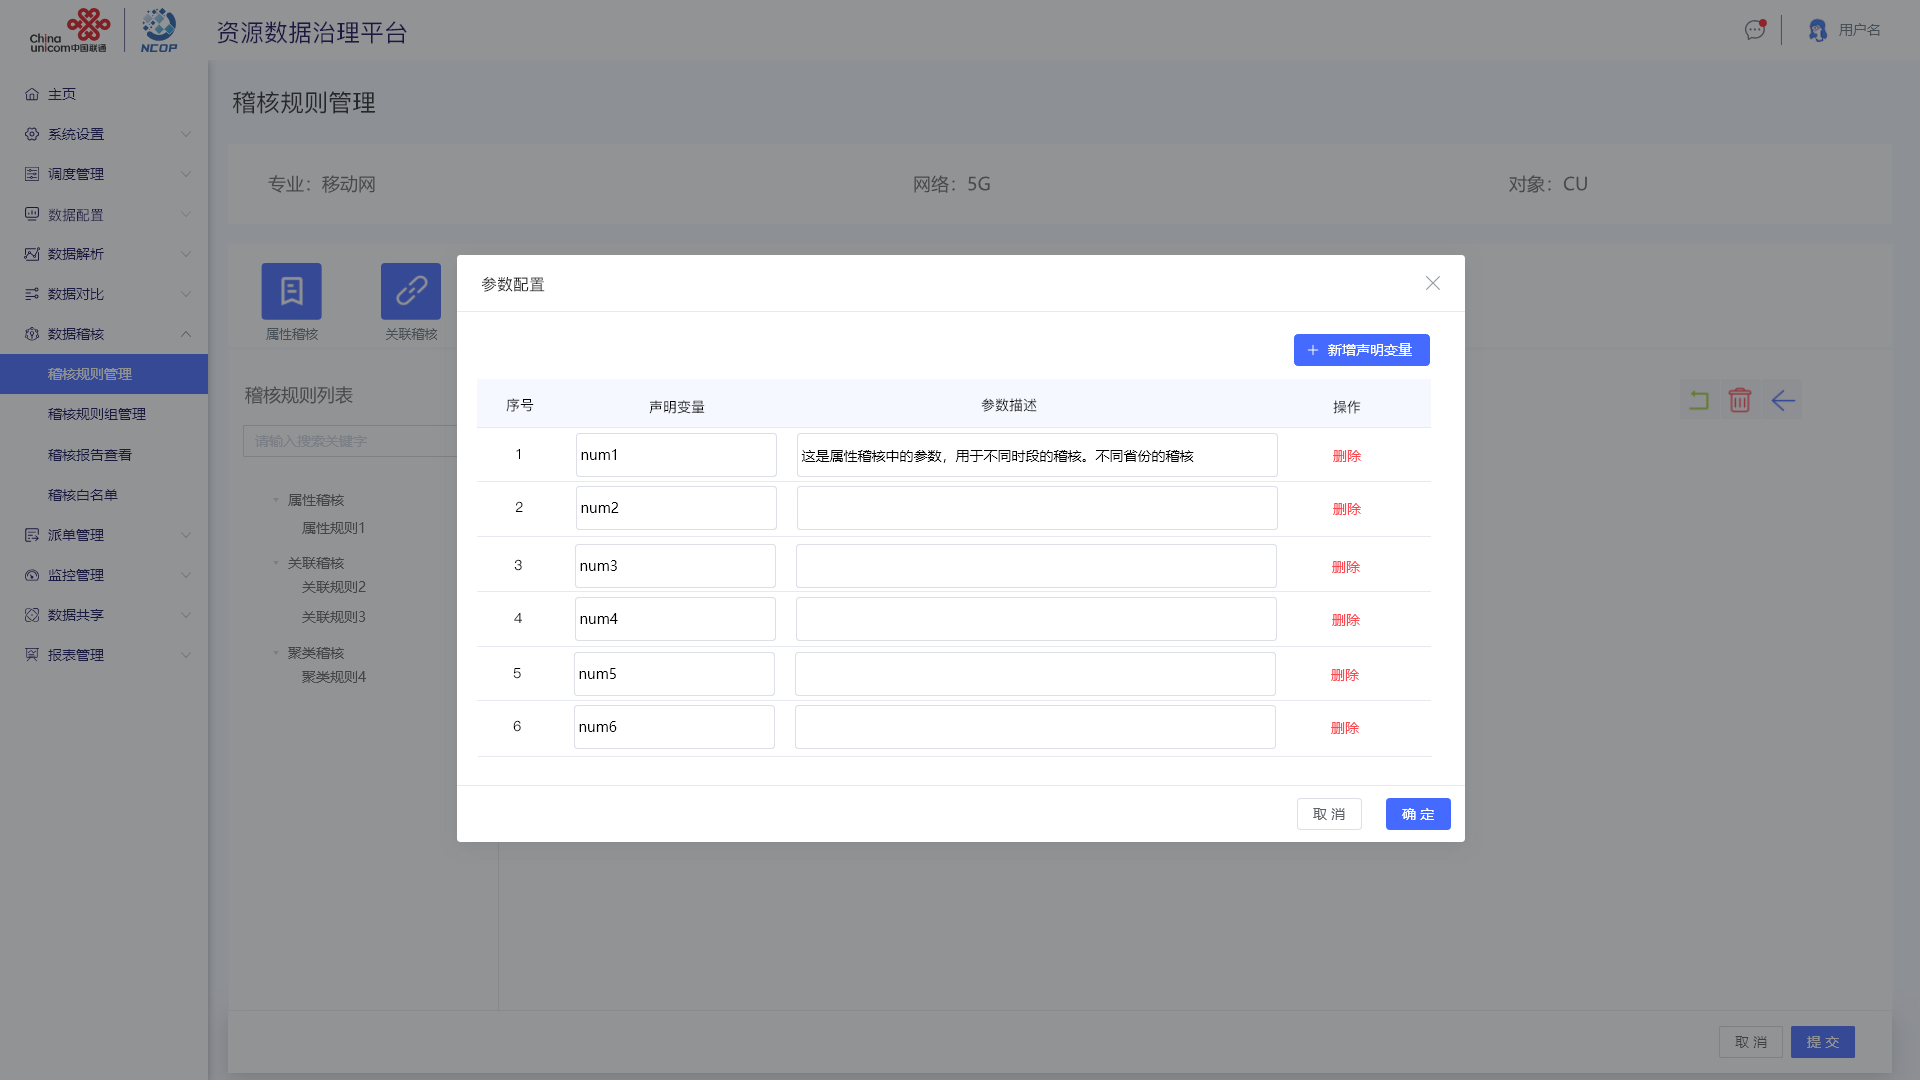 China unicom中国联通
NCOP
资源数据治理平台
用户名
主页
系统设置
调度管理
数据配置
数据解析
数据对比
数据稽核
稽核规则管理
稽核规则组管理
稽核报告查看
稽核白名单
派单管理
监控管理
数据共享
报表管理
稽核规则管理
专业：移动网
网络：5G
对象：CU
属性稽核
关联稽核
稽核规则列表
请输入搜索关键字
属性稽核
属性规则1
关联稽核
关联规则2
关联规则3
聚类稽核
聚类规则4
参数配置
+ 新增声明变量
序号 声明变量 参数描述 操作
1 num1 这是属性稽核中的参数，用于不同时段的稽核。不同省份的稽核 删除
2 num2 删除
3 num3 删除
4 num4 删除
5 num5 删除
6 num6 删除
取 消 确 定
取 消 提 交